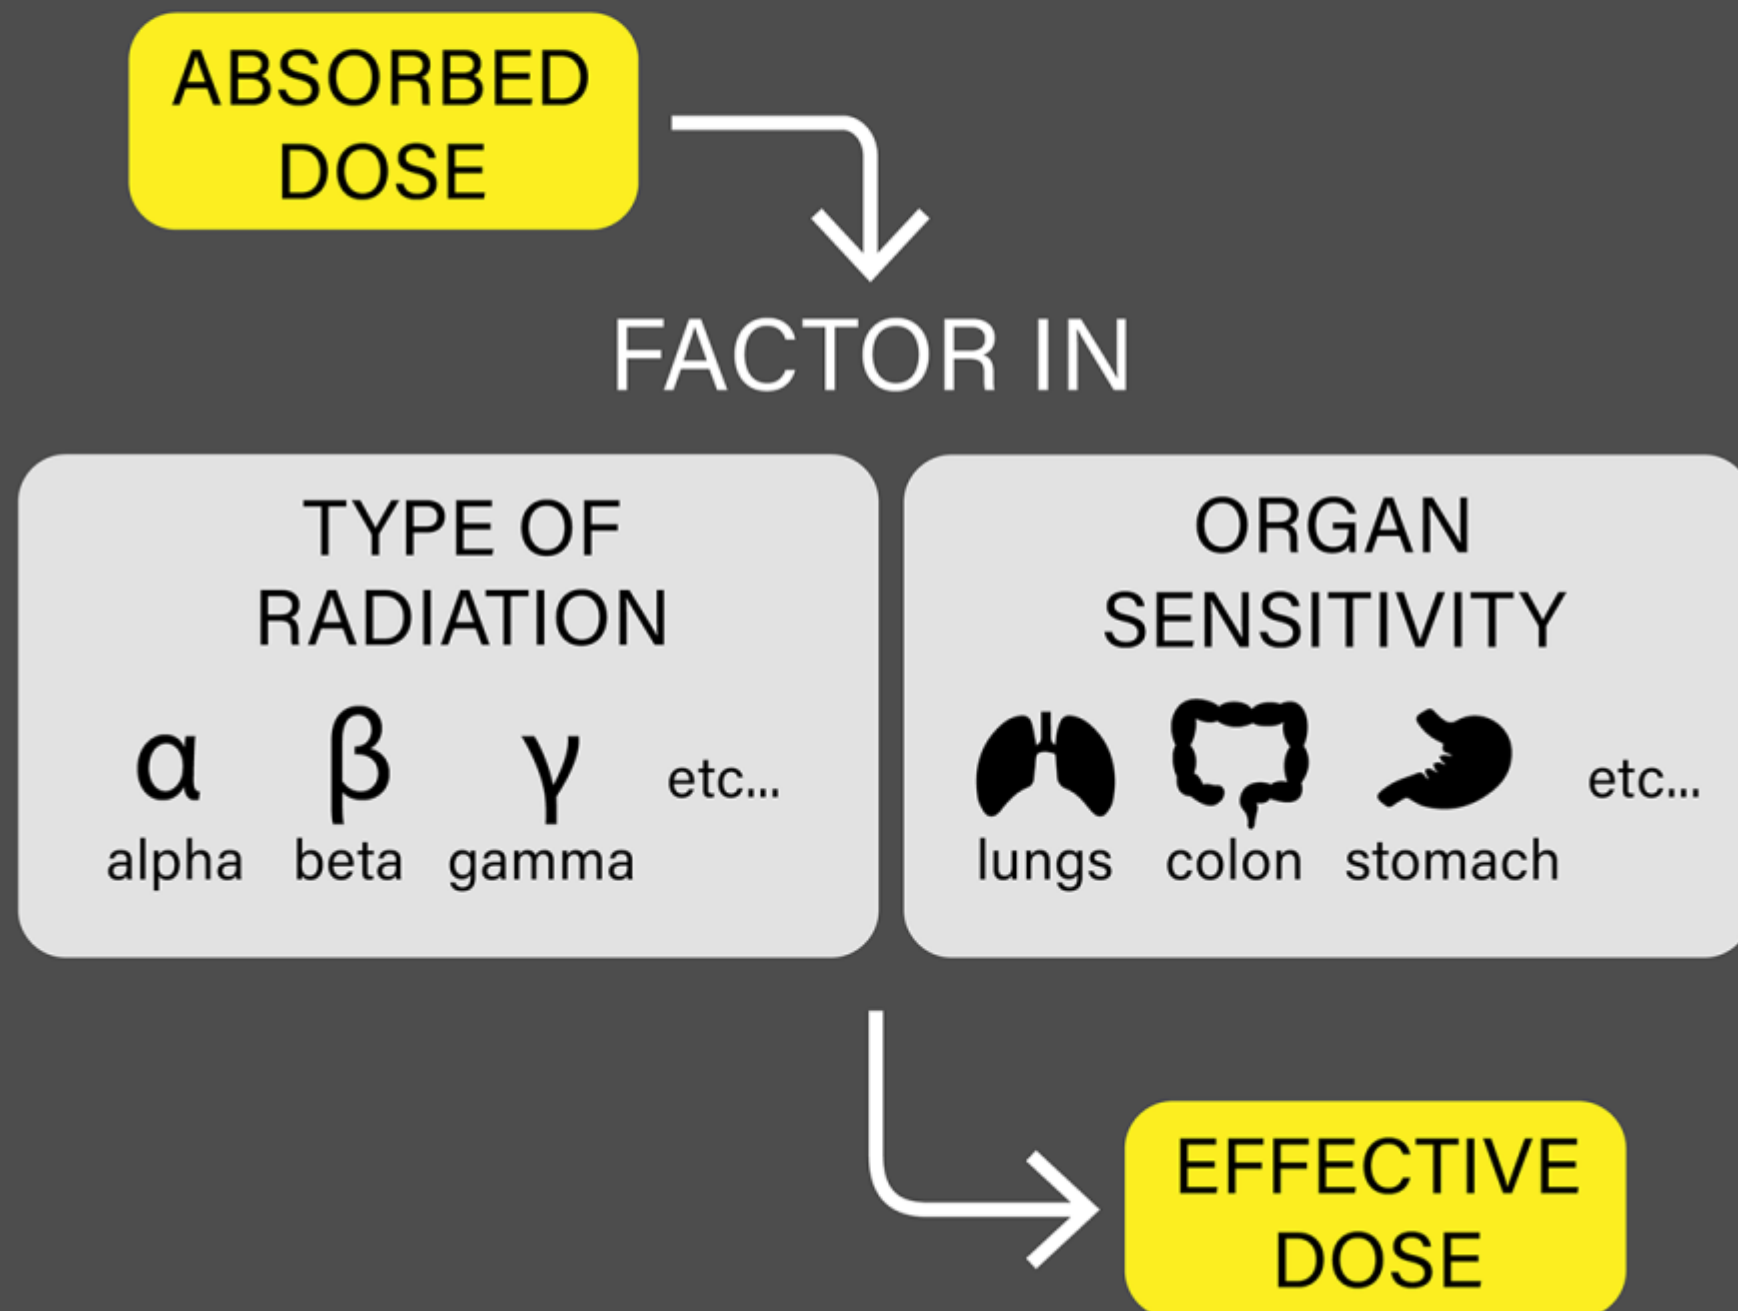 ABSORBED
DOSE
FACTOR IN
TYPE OF
RADIATION
α β γ etc...
alpha beta gamma
ORGAN
SENSITIVITY
etc...
lungs colon stomach
EFFECTIVE
DOSE